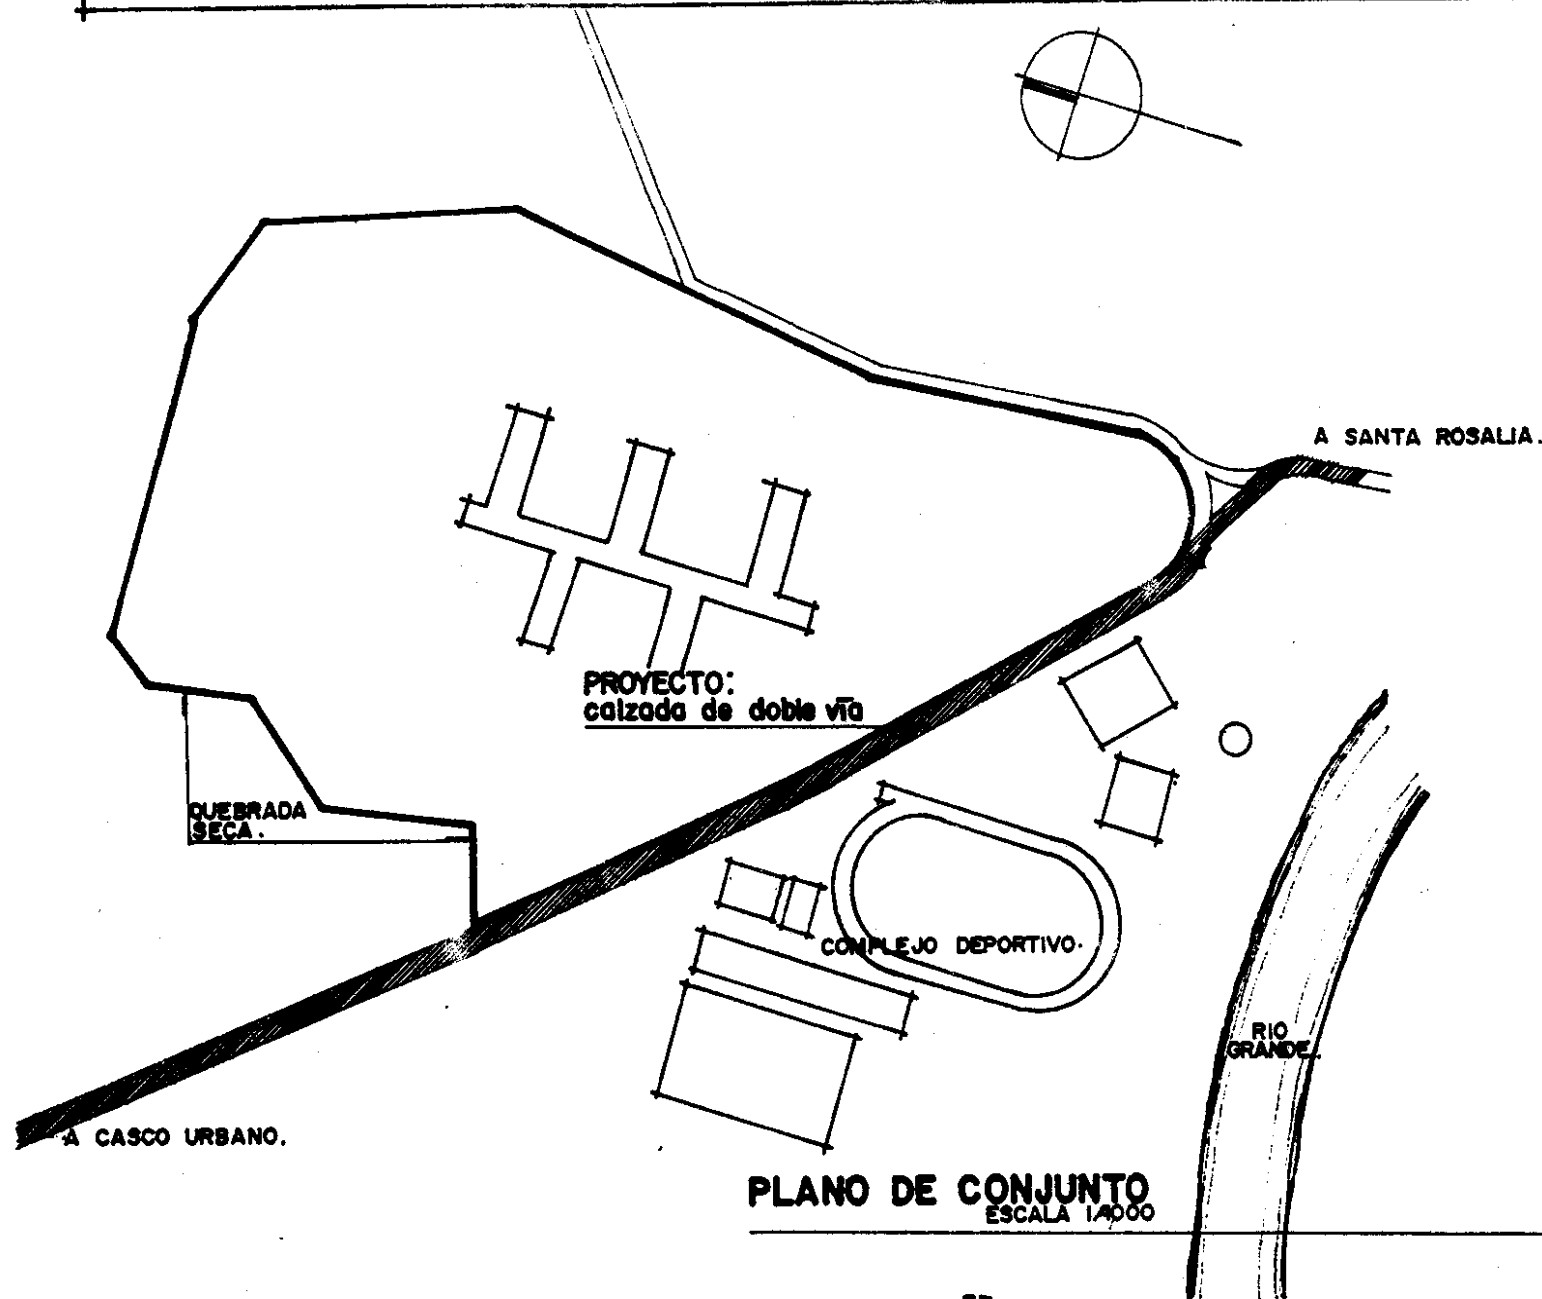 A SANTA ROSALIA.
PROYECTO:
calzada de doble vía
QUEBRADA
SECA.
COMPLEJO DEPORTIVO.
RIO
GRANDE.
A CASCO URBANO.
PLANO DE CONJUNTO
ESCALA 1/4000